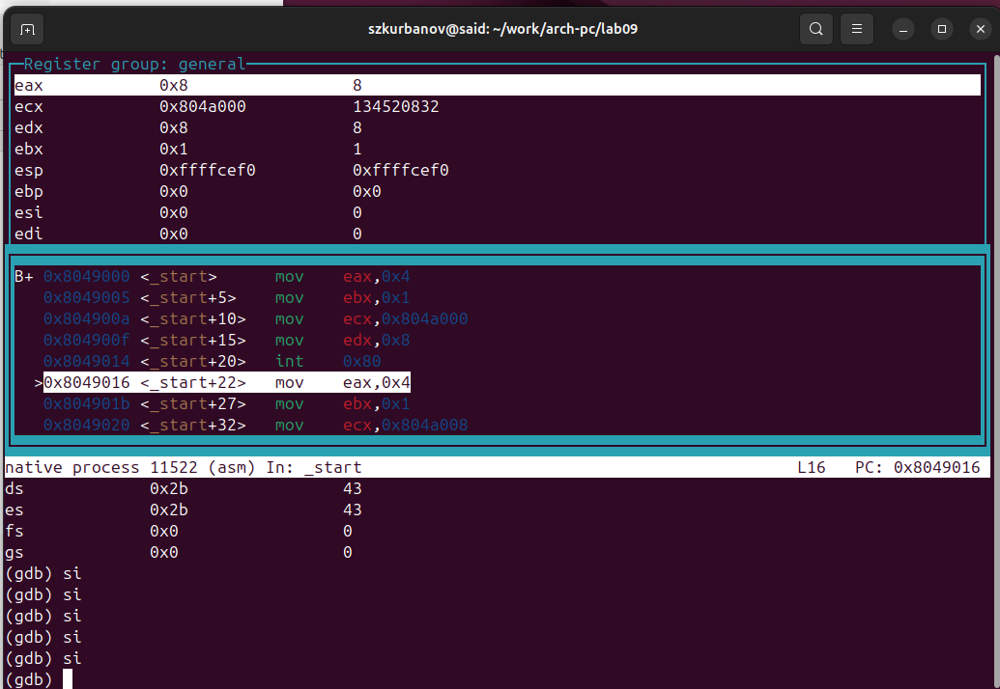 szkurbanov@said: ~/work/arch-pc/lab09
Register group: general
eax 0x8 8
ecx 0x804a000 134520832
edx 0x8 8
ebx 0x1 1
esp 0xffffcef0 0xffffcef0
ebp 0x0 0x0
esi 0x0 0
edi 0x0 0
B+ 0x8049000 <_start> mov eax,0x4
0x8049005 <_start+5> mov ebx,0x1
0x804900a <_start+10> mov ecx,0x804a000
0x804900f <_start+15> mov edx,0x8
0x8049014 <_start+20> int 0x80
>0x8049016 <_start+22> mov eax,0x4
0x804901b <_start+27> mov ebx,0x1
0x8049020 <_start+32> mov ecx,0x804a008
native process 11522 (asm) In: _start L16 PC: 0x8049016
ds 0x2b 43
es 0x2b 43
fs 0x0 0
gs 0x0 0
(gdb) si
(gdb) si
(gdb) si
(gdb) si
(gdb) si
(gdb)